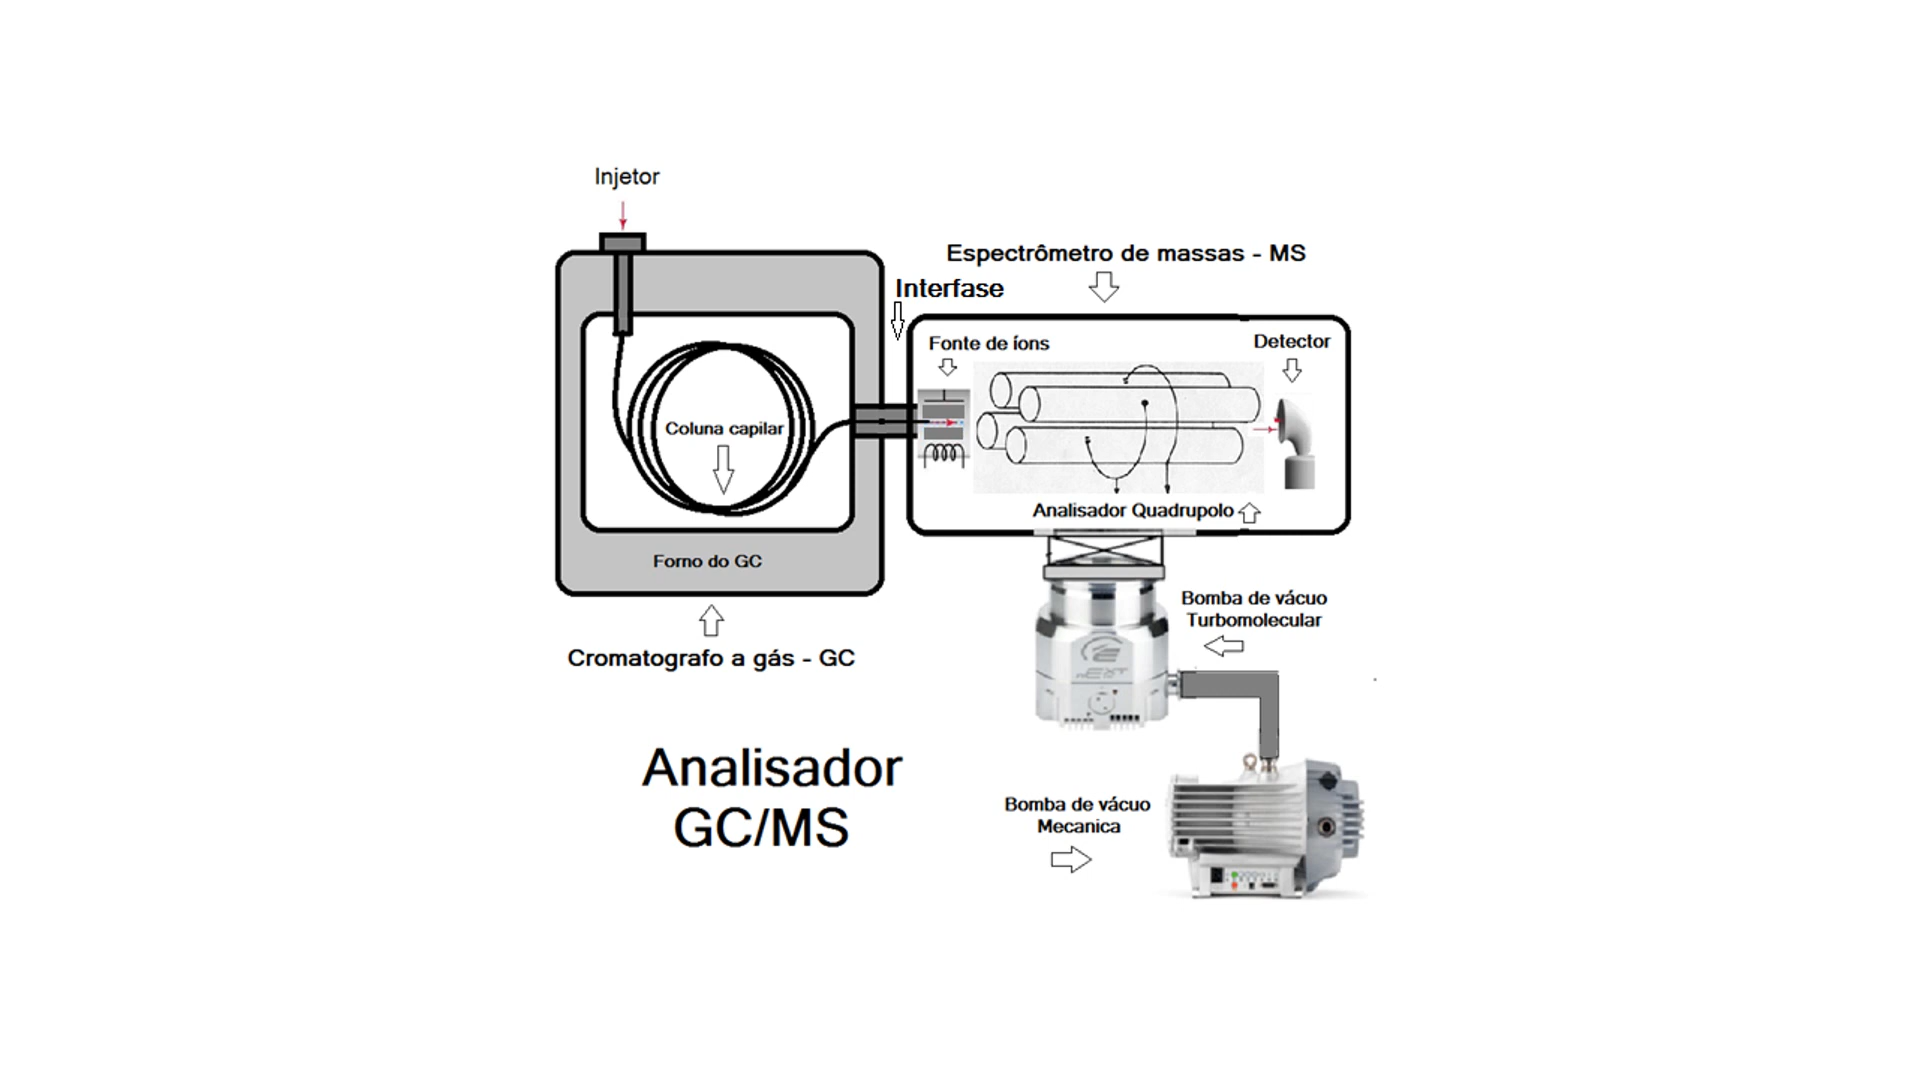 Injetor
Espectrômetro de massas - MS
Interfase
Fonte de íons
Detector
Coluna capilar
Analisador Quadrupolo
Forno do GC
Bomba de vácuo
Turbomolecular
Cromatografo a gás - GC
Analisador
GC/MS
Bomba de vácuo
Mecanica